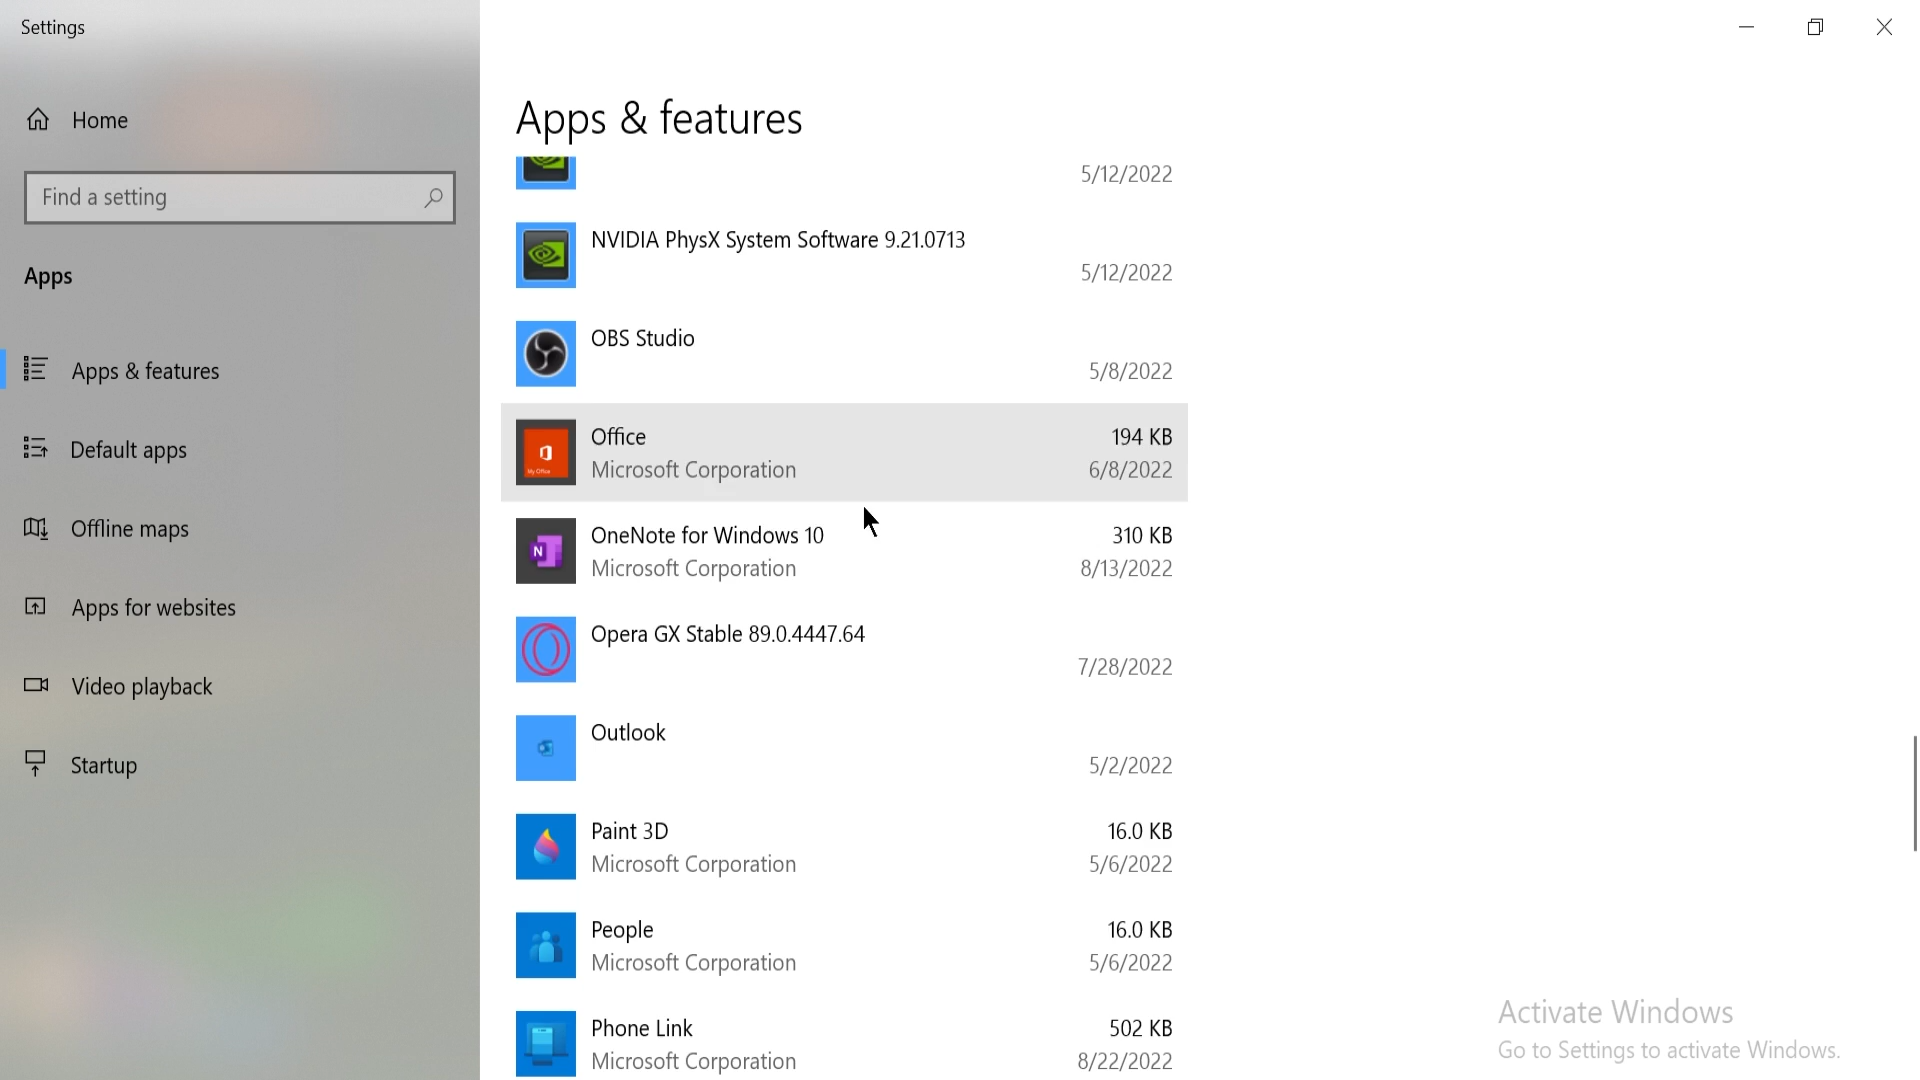 Settings
Home
Find a setting
Apps
Apps & features
Default apps
Offline maps
Apps for websites
Video playback
Startup
Apps & features
5/12/2022
NVIDIA PhysX System Software 9.21.0713
5/12/2022
OBS Studio
5/8/2022
Office 194 KB
Microsoft Corporation 6/8/2022
My Office
OneNote for Windows 10 310 KB
N
Microsoft Corporation 8/13/2022
Opera GX Stable 89.0.4447.64
7/28/2022
Outlook
5/2/2022
Paint 3D 16.0 KB
Microsoft Corporation 5/6/2022
People 16.0 KB
Microsoft Corporation 5/6/2022
Phone Link 502 KB
Microsoft Corporation 8/22/2022
Activate Windows
Go to Settings to activate Windows.